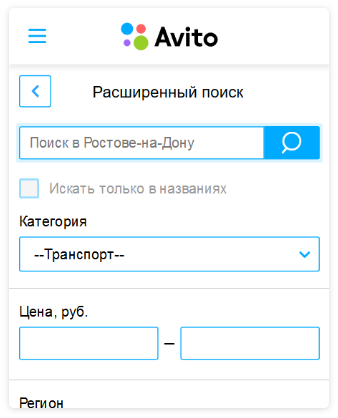 Avito
Расширенный поиск
Поиск в Ростове-на-Дону
Искать только в названиях
Категория
--Транспорт--
Цена, руб.
–
Регион